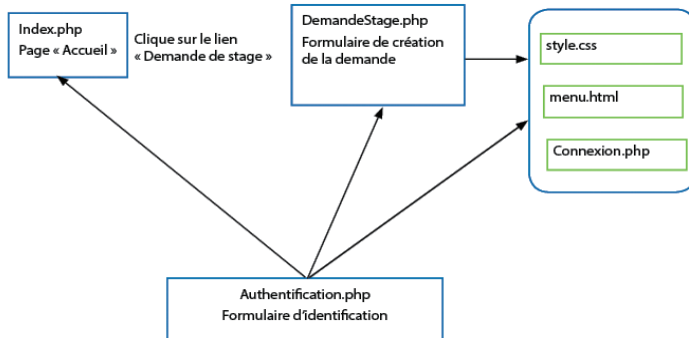 Index.php
Page « Accueil »
Clique sur le lien
« Demande de stage »
DemandeStage.php
Formulaire de création
de la demande
style.css
menu.html
Connexion.php
Authentification.php
Formulaire d'identification